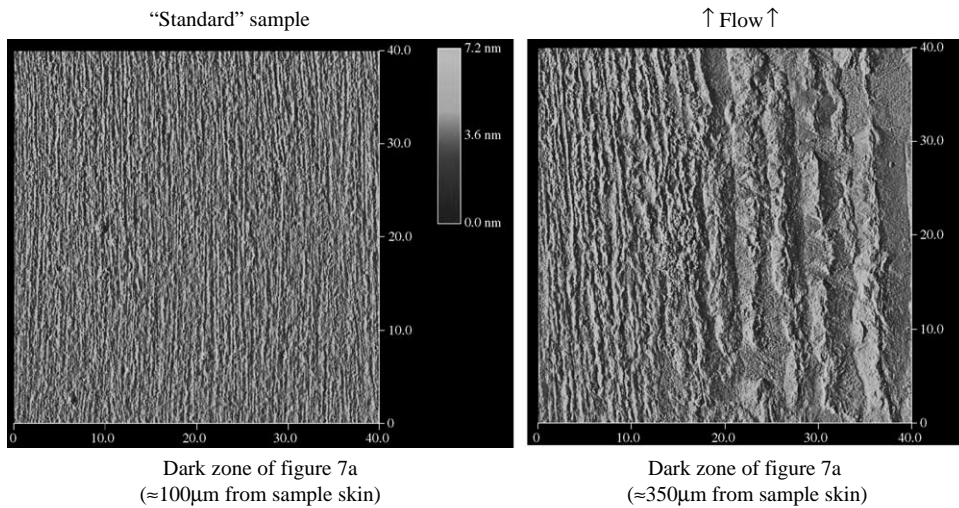 “Standard” sample
↑ Flow ↑
7.2 nm
3.6 nm
0.0 nm
40.0
30.0
20.0
10.0
0
0
10.0
20.0
30.0
40.0
40.0
30.0
20.0
10.0
0
0
10.0
20.0
30.0
40.0
Dark zone of figure 7a
(≈100μm from sample skin)
Dark zone of figure 7a
(≈350μm from sample skin)